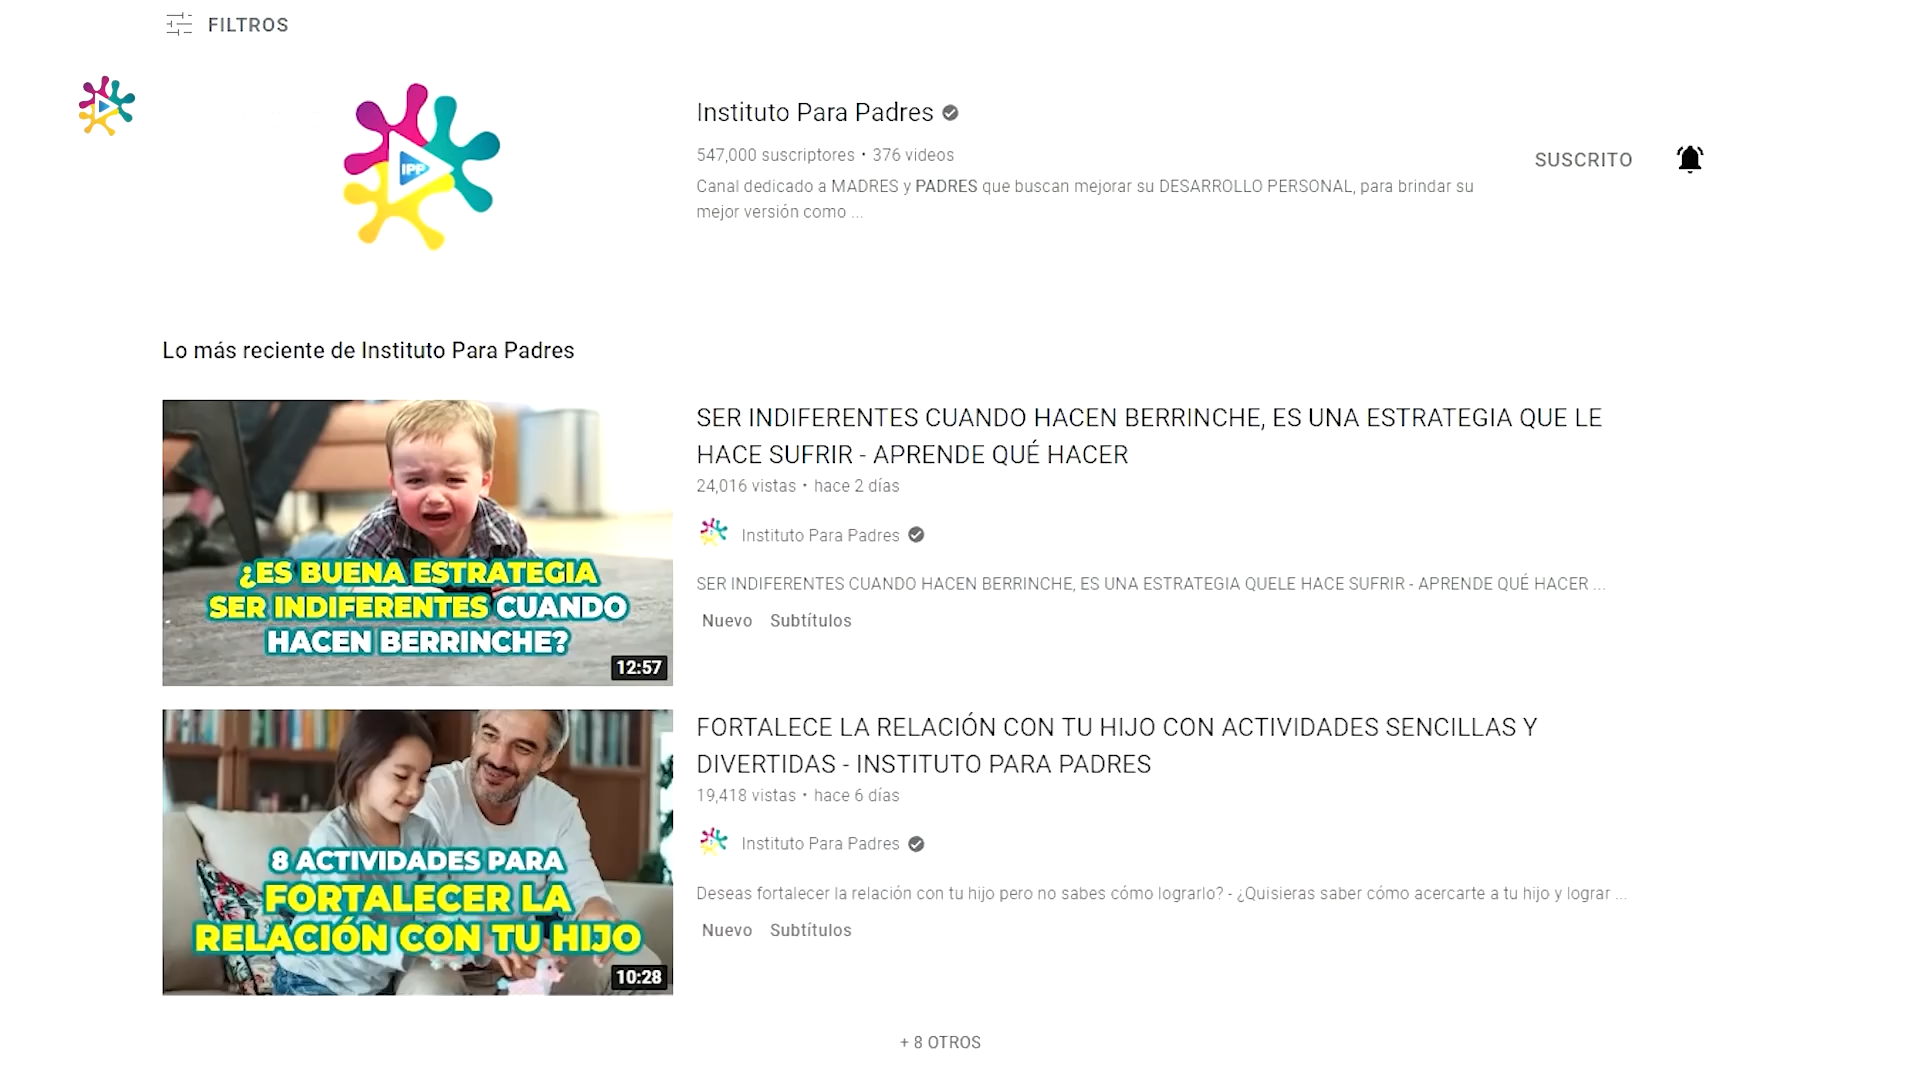 FILTROS
IPP
Instituto Para Padres
547,000 suscriptores • 376 videos
Canal dedicado a MADRES y PADRES que buscan mejorar su DESARROLLO PERSONAL, para brindar su
mejor versión como ...
SUSCRITO
Lo más reciente de Instituto Para Padres
¿ES BUENA ESTRATEGIA
SER INDIFERENTES CUANDO
HACEN BERRINCHE?
12:57
SER INDIFERENTES CUANDO HACEN BERRINCHE, ES UNA ESTRATEGIA QUE LE
HACE SUFRIR - APRENDE QUÉ HACER
24,016 vistas • hace 2 días
Instituto Para Padres
SER INDIFERENTES CUANDO HACEN BERRINCHE, ES UNA ESTRATEGIA QUELE HACE SUFRIR - APRENDE QUÉ HACER ...
Nuevo Subtítulos
8 ACTIVIDADES PARA
FORTALECER LA
RELACIÓN CON TU HIJO
10:28
FORTALECE LA RELACIÓN CON TU HIJO CON ACTIVIDADES SENCILLAS Y
DIVERTIDAS - INSTITUTO PARA PADRES
19,418 vistas • hace 6 días
Instituto Para Padres
Deseas fortalecer la relación con tu hijo pero no sabes cómo lograrlo? - ¿Quisieras saber cómo acercarte a tu hijo y lograr ...
Nuevo Subtítulos
+ 8 OTROS